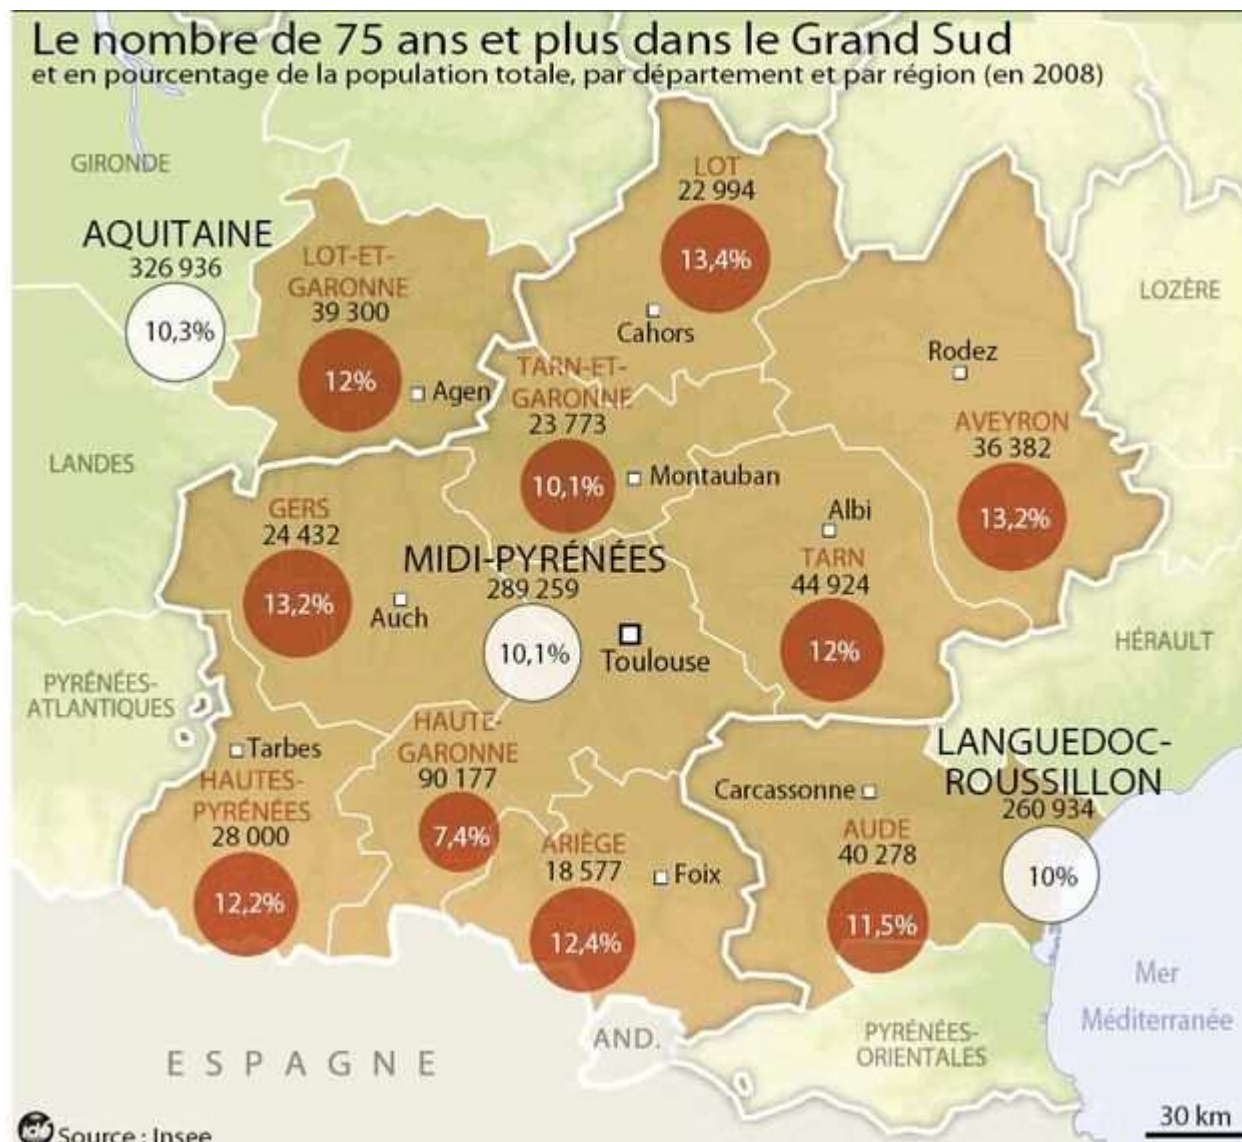 Le nombre de 75 ans et plus dans le Grand Sud
et en pourcentage de la population totale, par département et par région (en 2008)
GIRONDE
LOT
22 994
13,4%
AQUITAINE
326 936
10,3%
LOT-ET-
GARONNE
39 300
12%
Agen
Cahors
LOZÈRE
Rodez
TARN-ET-
GARONNE
23 773
10,1%
Montauban
AVEYRON
36 382
13,2%
LANDES
GERS
24 432
13,2%
Auch
MIDI-PYRÉNÉES
289 259
10,1%
Toulouse
Albi
TARN
44 924
12%
HÉRAULT
PYRÉNÉES-
ATLANTIQUES
Tarbes
HAUTES-
PYRÉNÉES
28 000
12,2%
HAUTE-
GARONNE
90 177
7,4%
ARIÈGE
18 577
12,4%
Foix
LANGUEDOC-
ROUSSILLON
260 934
10%
Carcassonne
AUDE
40 278
11,5%
Mer
Méditerranée
AND.
PYRÉNÉES-
ORIENTALES
ESPAGNE
idé
Source : Insee
30 km